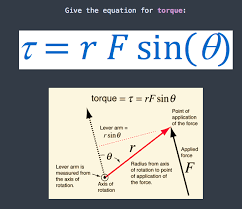 Give the equation for torque:
τ = r F sin(θ)
torque = τ = rF sin θ
Point of
application
of the force
Lever arm =
r sin θ
Applied
force
F
θ
r
Lever arm is
measured from
the axis of
rotation.
Radius from axis of
rotation to point
of application of
the force.
Axis of
rotation